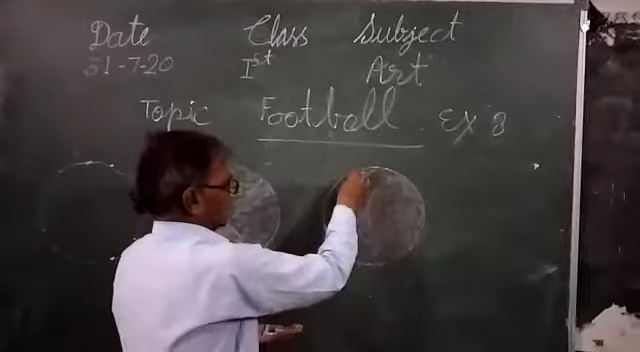 Date Class Subject
31-7-20 Ist Art
Topic Football Ex 8